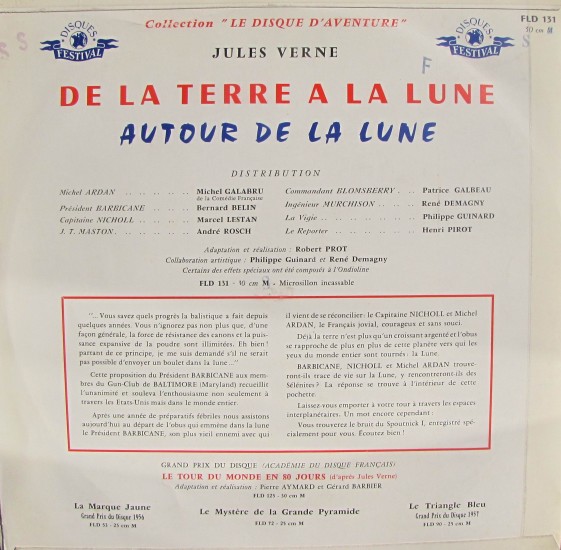 Collection "LE DISQUE D'AVENTURE"
DISQUES
FESTIVAL
DISQUES
FESTIVAL
FLD 131
30 cm M
S S
F
S
JULES VERNE
DE LA TERRE A LA LUNE
AUTOUR DE LA LUNE
DISTRIBUTION
Michel ARDAN .. .. .. .. .. Michel GALABRU
de la Comédie Française
Président BARBICANE .. .. .. .. Bernard BELIN
Capitaine NICHOLL .. .. .. .. Marcel LESTAN
J. T. MASTON .. .. .. .. .. André ROSCH
Commandant BLOMSBERRY . .. Patrice GALBEAU
Ingénieur MURCHISON .. .. .. René DEMAGNY
La Vigie .. .. .. .. .. .. .. Philippe GUINARD
Le Reporter .. .. .. .. .. .. Henri PIROT
Adaptation et réalisation : Robert PROT
Collaboration artistique : Philippe Guinard et René Demagny
Certains des effets spéciaux ont été composés à l'Ondioline
FLD 131 - 30 cm M - Microsillon incassable
"... Vous savez quels progrès la balistique a fait depuis
quelques années. Vous n'ignorez pas non plus que, d'une
façon générale, la force de résistance des canons et la puis-
sance expansive de la poudre sont illimitées. Eh bien !
partant de ce principe, je me suis demandé s'il ne serait
pas possible d'envoyer un boulet dans la lune..."
Cette proposition du Président BARBICANE aux mem-
bres du Gun-Club de BALTIMORE (Maryland) recueillit
l'unanimité et souleva l'enthousiasme non seulement à
travers les Etats-Unis mais dans le monde entier.
Après une année de préparatifs fébriles nous assistons
aujourd'hui au départ de l'obus qui emmène dans la lune
le Président BARBICANE, son plus vieil ennemi avec qui
il vient de se réconcilier: le Capitaine NICHOLL et Michel
ARDAN, le Français jovial, courageux et sans souci.
Déjà la terre n'est plus qu'un croissant argenté et l'obus
se rapproche de plus en plus de cette planète vers qui les
yeux du monde entier sont tournés : la Lune.
BARBICANE, NICHOLL et Michel ARDAN trouve-
ront-ils trace de vie sur la Lune, y rencontreront-ils des
Sélénites ? La réponse se trouve à l'intérieur de cette
pochette.
Laissez-vous emporter à votre tour à travers les espaces
interplanétaires. Un mot encore cependant :
Vous trouverez le bruit du Spoutnick I, enregistré spé-
cialement pour vous. Écoutez bien !
GRAND PRIX DU DISQUE (ACADÉMIE DU DISQUE FRANÇAIS)
LE TOUR DU MONDE EN 80 JOURS (d'après Jules Verne)
Adaptation et réalisation : Pierre AYMARD et Gérard BARBIER
FLD 125 - 30 cm M
La Marque Jaune
Grand Prix du Disque 1956
FLD 51 - 25 cm M
Le Mystère de la Grande Pyramide
FLD 72 - 25 cm M
Le Triangle Bleu
Grand Prix du Disque 1957
FLD 90 - 25 cm M